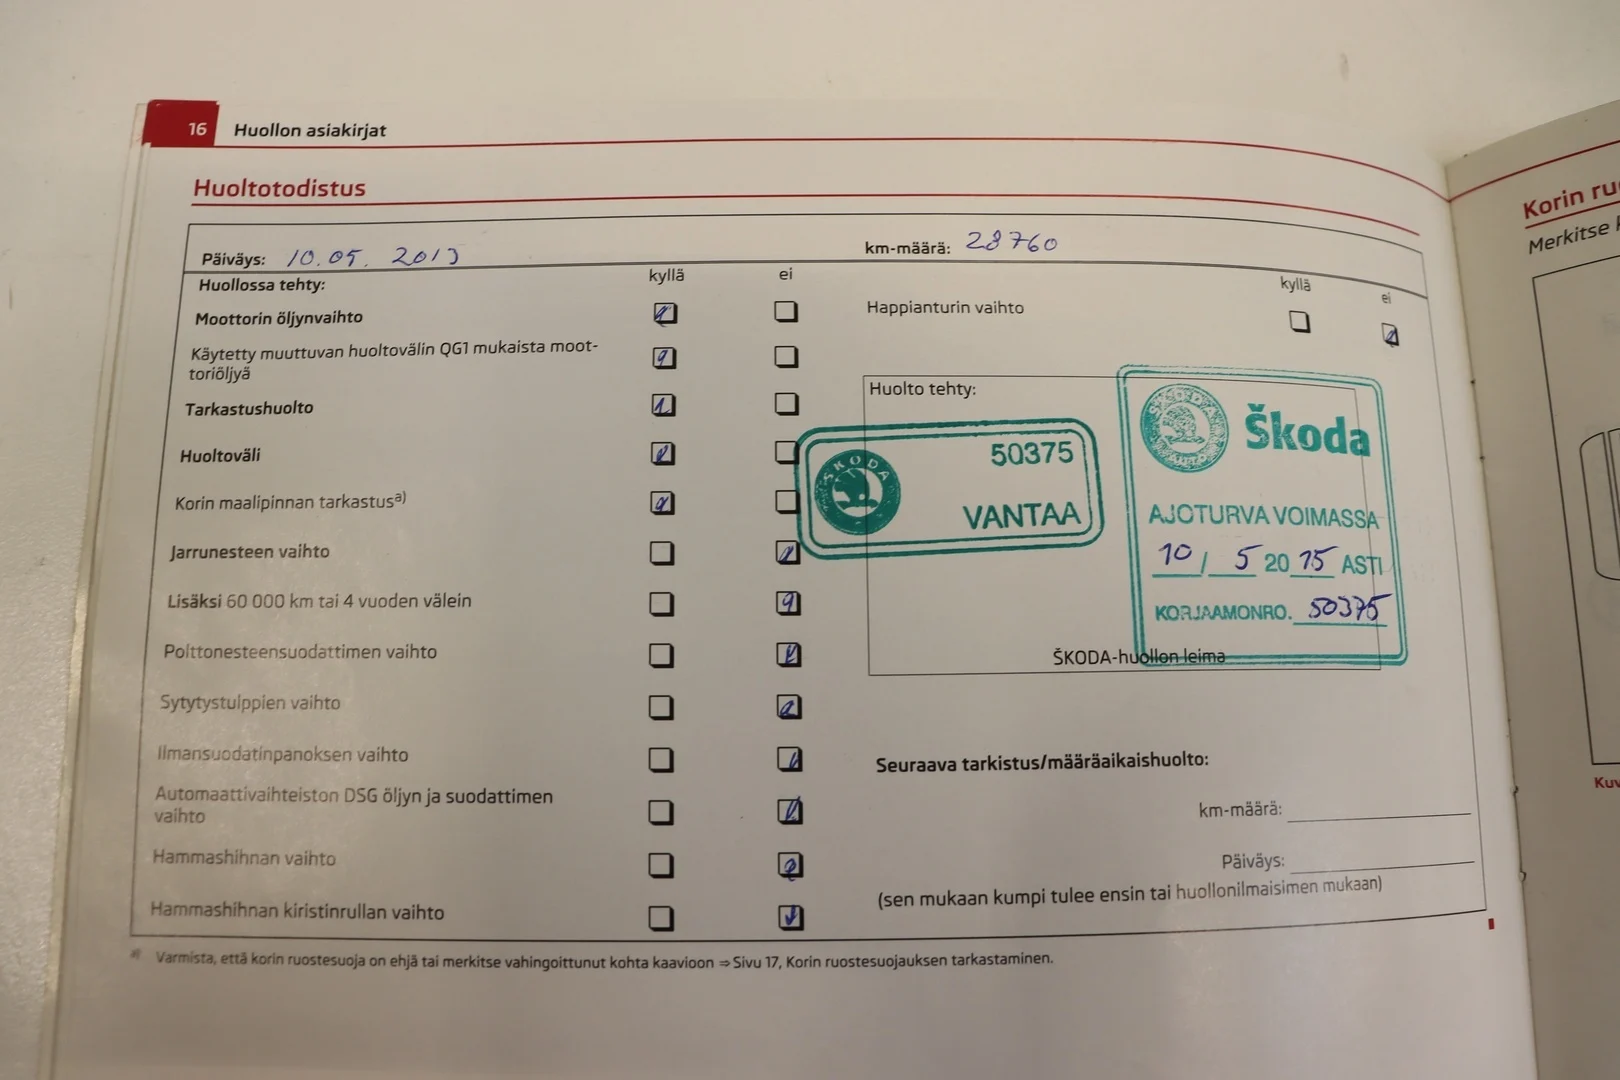 16 Huollon asiakirjat
Huoltotodistus
Päiväys: 10.05. 2013
km-määrä: 28760
kyllä ei
Huollossa tehty:
Moottorin öljynvaihto
Käytetty muuttuvan huoltovälin QG1 mukaista moot-
toriöljyä
Tarkastushuolto
Huoltoväli
Korin maalipinnan tarkastusa)
Jarrunesteen vaihto
Lisäksi 60 000 km tai 4 vuoden välein
Polttonesteensuodattimen vaihto
Sytytystulppien vaihto
Ilmansuodatinpanoksen vaihto
Automaattivaihteiston DSG öljyn ja suodattimen
vaihto
Hammashihnan vaihto
Hammashihnan kiristinrullan vaihto
kyllä ei
Happianturin vaihto
Huolto tehty:
SKODA
50375
VANTAA
SKODA
AUTO
Škoda
AJOTURVA VOIMASSA
10 / 5 20 15 ASTI
KORJAAMONRO. 50375
ŠKODA-huollon leima
Seuraava tarkistus/määräaikaishuolto:
km-määrä:
Päiväys:
(sen mukaan kumpi tulee ensin tai huollonilmaisimen mukaan)
a) Varmista, että korin ruostesuoja on ehjä tai merkitse vahingoittunut kohta kaavioon ⇒ Sivu 17, Korin ruostesuojauksen tarkastaminen.
Korin
Merkitse